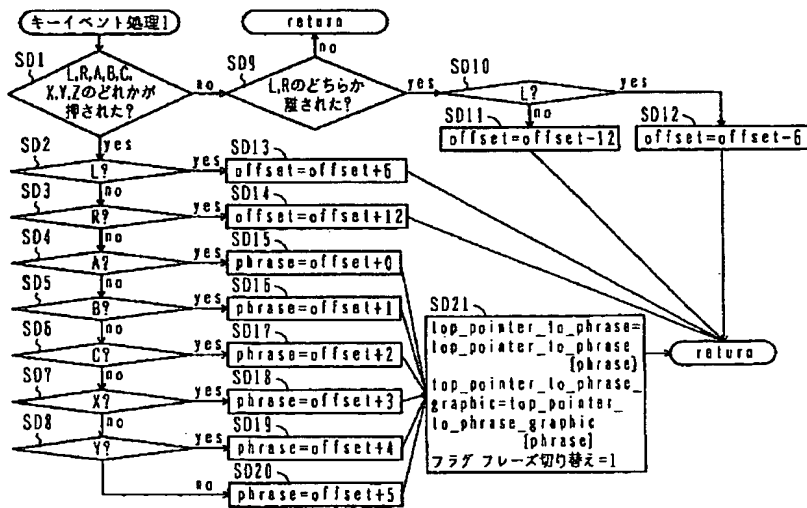 キーイベント処理1
return
SD1
L,R,A,B,C,
X,Y,Zのどれかが
押された?
no
yes
SD9
L,Rのどちらか
離された?
no
yes
SD10
L?
yes
no
SD11
offset=offset-12
SD12
offset=offset-6
SD2
L?
yes
no
SD13
offset=offset+6
SD3
R?
yes
no
SD14
offset=offset+12
SD4
A?
yes
no
SD15
phrase=offset+0
SD5
B?
yes
no
SD16
phrase=offset+1
SD6
C?
yes
no
SD17
phrase=offset+2
SD7
X?
yes
no
SD18
phrase=offset+3
SD8
Y?
yes
no
SD19
phrase=offset+4
SD20
phrase=offset+5
SD21
top_pointer_to_phrase=
top_pointer_to_phrase
[phrase]
top_pointer_to_phrase_
graphic=top_pointer_
to_phrase_graphic
[phrase]
フラグ フレーズ切り替え=1
return